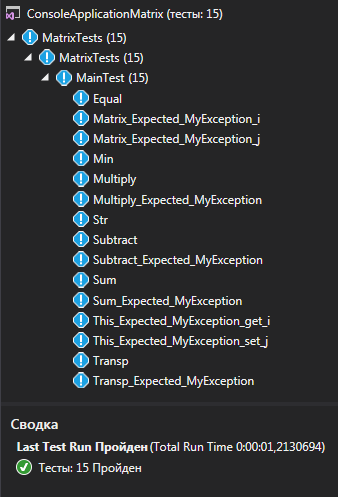 ConsoleApplicationMatrix (тесты: 15)
MatrixTests (15)
MatrixTests (15)
MainTest (15)
Equal
Matrix_Expected_MyException_i
Matrix_Expected_MyException_j
Min
Multiply
Multiply_Expected_MyException
Str
Subtract
Subtract_Expected_MyException
Sum
Sum_Expected_MyException
This_Expected_MyException_get_i
This_Expected_MyException_set_j
Transp
Transp_Expected_MyException
Сводка
Last Test Run Пройден (Total Run Time 0:00:01,2130694)
Тесты: 15 Пройден